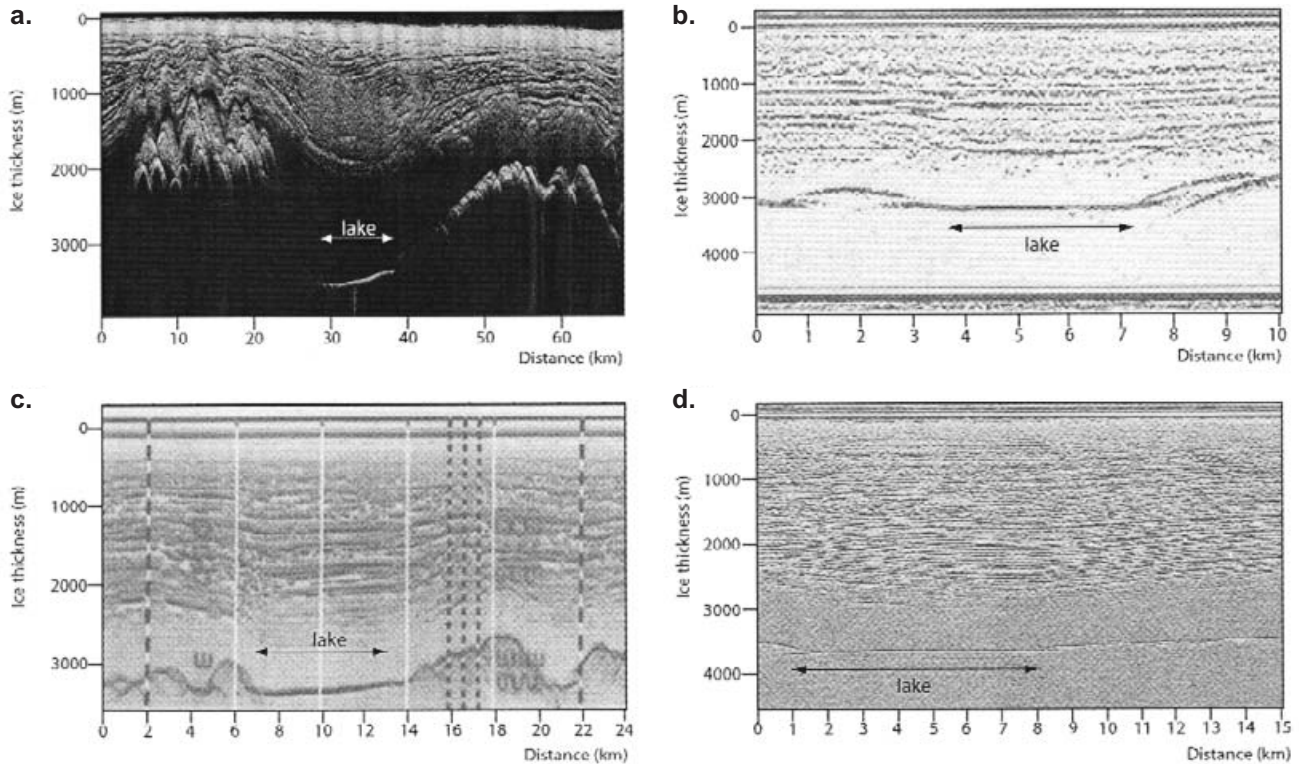 a.
Ice thickness (m)
0
1000
2000
3000
lake
0 10 20 30 40 50 60
Distance (km)
b.
Ice thickness (m)
0
1000
2000
3000
4000
lake
0 1 2 3 4 5 6 7 8 9 10
Distance (km)
c.
Ice thickness (m)
0
1000
2000
3000
lake
0 2 4 6 8 10 12 14 16 18 20 22 24
Distance (km)
d.
Ice thickness (m)
0
1000
2000
3000
4000
lake
0 1 2 3 4 5 6 7 8 9 10 11 12 13 14 15
Distance (km)